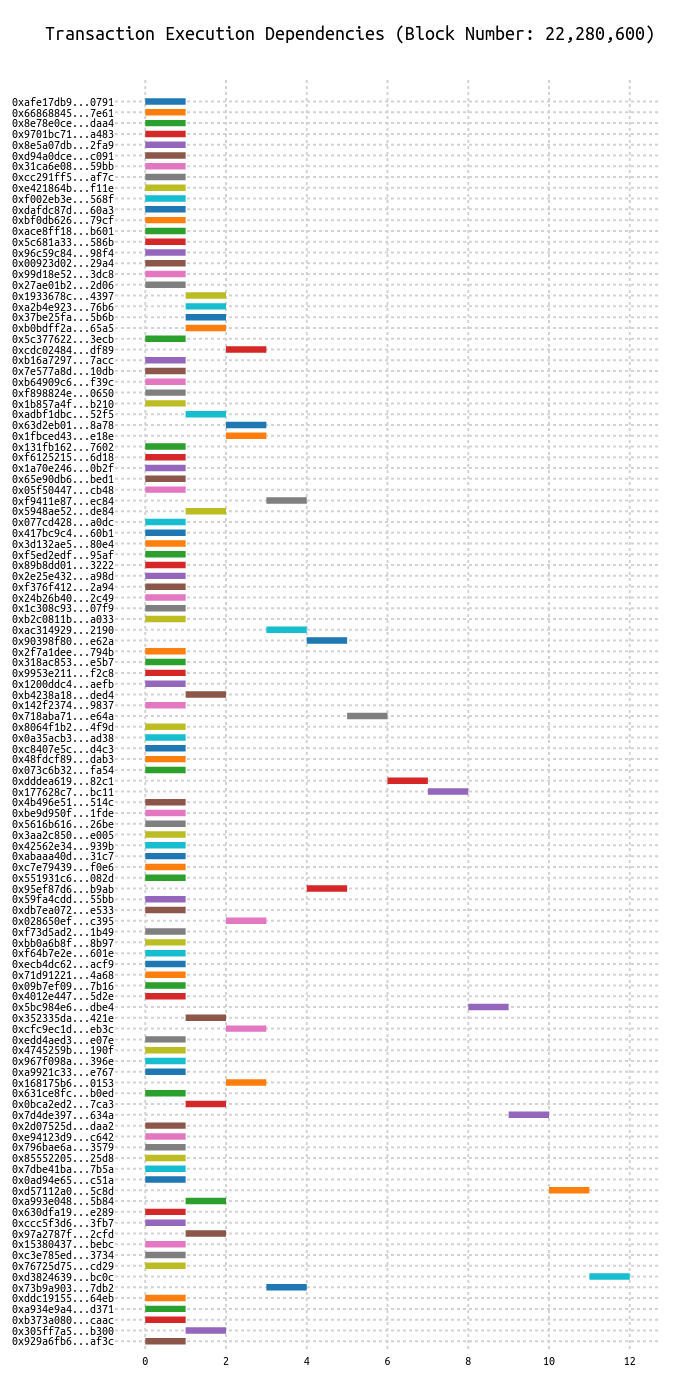 Transaction Execution Dependencies (Block Number: 22,280,600)
0xafe17db9...0791
0x66868845...7e61
0x8e78e0ce...daa4
0x9701bc71...a483
0x8e5a07db...2fa9
0xd94a0dce...c091
0x31ca6e08...59bb
0xcc291ff5...af7c
0xe421864b...f11e
0xf002eb3e...568f
0xdafdc87d...60a3
0xbf0db626...79cf
0xace8ff18...b601
0x5c681a33...586b
0x96c59c84...98f4
0x00923d02...29a4
0x99d18e52...3dc8
0x27ae01b2...2d06
0x1933678c...4397
0xa2b4e923...76b6
0x37be25fa...5b6b
0xb0bdff2a...65a5
0x5c377622...3ecb
0xcdc02484...df89
0xb16a7297...7acc
0x7e577a8d...10db
0xb64909c6...f39c
0xf898824e...0650
0x1b857a4f...b210
0xadbf1dbc...52f5
0x63d2eb01...8a78
0x1fbced43...e18e
0x131fb162...7602
0xf6125215...6d18
0x1a70e246...0b2f
0x65e90db6...bed1
0x05f50447...cb48
0xf9411e87...ec84
0x5948ae52...de84
0x077cd428...a0dc
0x417bc9c4...60b1
0x3d132ae5...80e4
0xf5ed2edf...95af
0x89b8dd01...3222
0x2e25e432...a98d
0xf376f412...2a94
0x24b26b40...2c49
0x1c308c93...07f9
0xb2c0811b...a033
0xac314929...2190
0x90398f80...e62a
0x2f7a1dee...794b
0x318ac853...e5b7
0x9953e211...f2c8
0x1200ddc4...aefb
0xb4238a18...ded4
0x142f2374...9837
0x718aba71...e64a
0x8064f1b2...4f9d
0x0a35acb3...ad38
0xc8407e5c...d4c3
0x48fdcf89...dab3
0x073c6b32...fa54
0xdddea619...82c1
0x177628c7...bc11
0x4b496e51...514c
0xbe9d950f...1fde
0x5616b616...26be
0x3aa2c850...e005
0x42562e34...939b
0xabaaa40d...31c7
0xc7e79439...f0e6
0x551931c6...082d
0x95ef87d6...b9ab
0x59fa4cdd...55bb
0xdb7ea072...e533
0x028650ef...c395
0xf73d5ad2...1b49
0xbb0a6b8f...8b97
0xf64b7e2e...601e
0xecb4dc62...acf9
0x71d91221...4a68
0x09b7ef09...7b16
0x4012e447...5d2e
0x5bc984e6...dbe4
0x352335da...421e
0xcfc9ec1d...eb3c
0xedd4aed3...e07e
0x4745259b...190f
0x967f098a...396e
0xa9921c33...e767
0x168175b6...0153
0x631ce8fc...b0ed
0x0bca2ed2...7ca3
0x7d4de397...634a
0x2d07525d...daa2
0xe94123d9...c642
0x796bae6a...3579
0x85552205...25d8
0x7dbe41ba...7b5a
0x0ad94e65...c51a
0xd57112a0...5c8d
0xa993e048...5b84
0x630dfa19...e289
0xccc5f3d6...3fb7
0x97a2787f...2cfd
0x15380437...bebc
0xc3e785ed...3734
0x76725d75...cd29
0xd3824639...bc0c
0x73b9a903...7db2
0xddc19155...64eb
0xa934e9a4...d371
0xb373a080...caac
0x305ff7a5...b300
0x929a6fb6...af3c
0 2 4 6 8 10 12